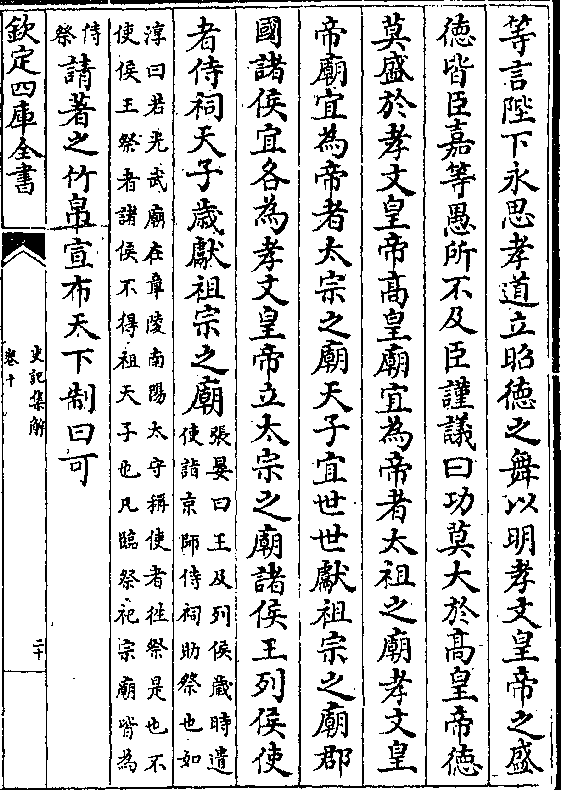 等言陛下永思孝道立昭德之舞以明孝文皇帝之盛
德皆臣嘉等愚所不及臣謹議曰功莫大於高皇帝德
莫盛於孝文皇帝高皇廟宜為帝者太祖之廟孝文皇
帝廟宜為帝者太宗之廟天子宜世世獻祖宗之廟郡
國諸侯宜各為孝文皇帝立太宗之廟諸侯王列侯使
者侍祠天子歲獻祖宗之廟
張晏曰王及列侯歲時遣
使詣京師侍祠助祭也如
淳曰若光武廟在章陵南陽太守稱使者往祭是也不
使侯王祭者諸侯不得祖天子也凡臨祭祀宗廟皆為
侍
祭
請著之竹帛宣布天下制曰可
欽定四庫全書
史記集解
卷十
二十